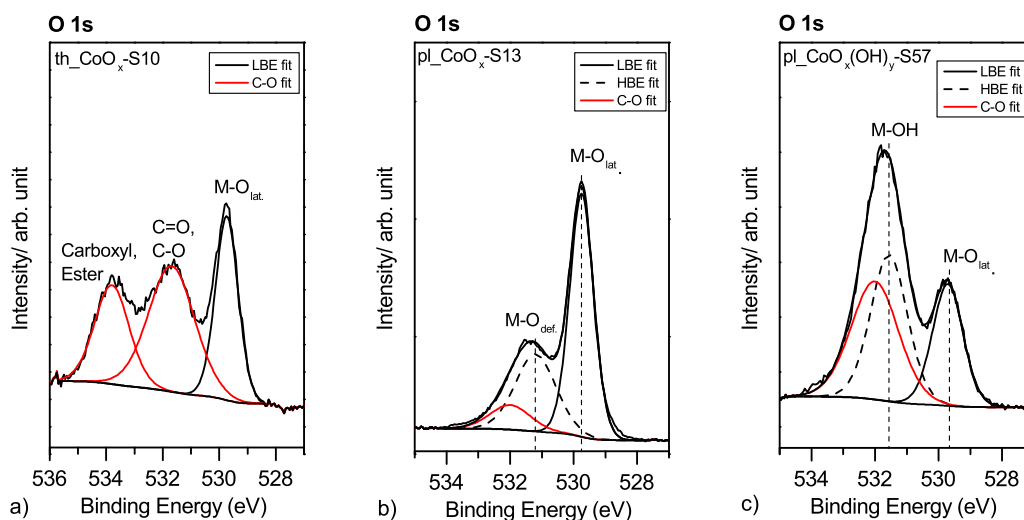 O 1s
th_CoOx-S10
LBE fit
C-O fit
M-Olat.
C=O,
C-O
Carboxyl,
Ester
Intensity/ arb. unit
536 534 532 530 528
Binding Energy (eV)
a)
O 1s
pl_CoOx-S13
LBE fit
HBE fit
C-O fit
M-Olat.
M-Odef.
Intensity/ arb. unit
534 532 530 528
Binding Energy (eV)
b)
O 1s
pl_CoOx(OH)y-S57
LBE fit
HBE fit
C-O fit
M-OH
M-Olat.
Intensity/ arb. unit
534 532 530 528
Binding Energy (eV)
c)